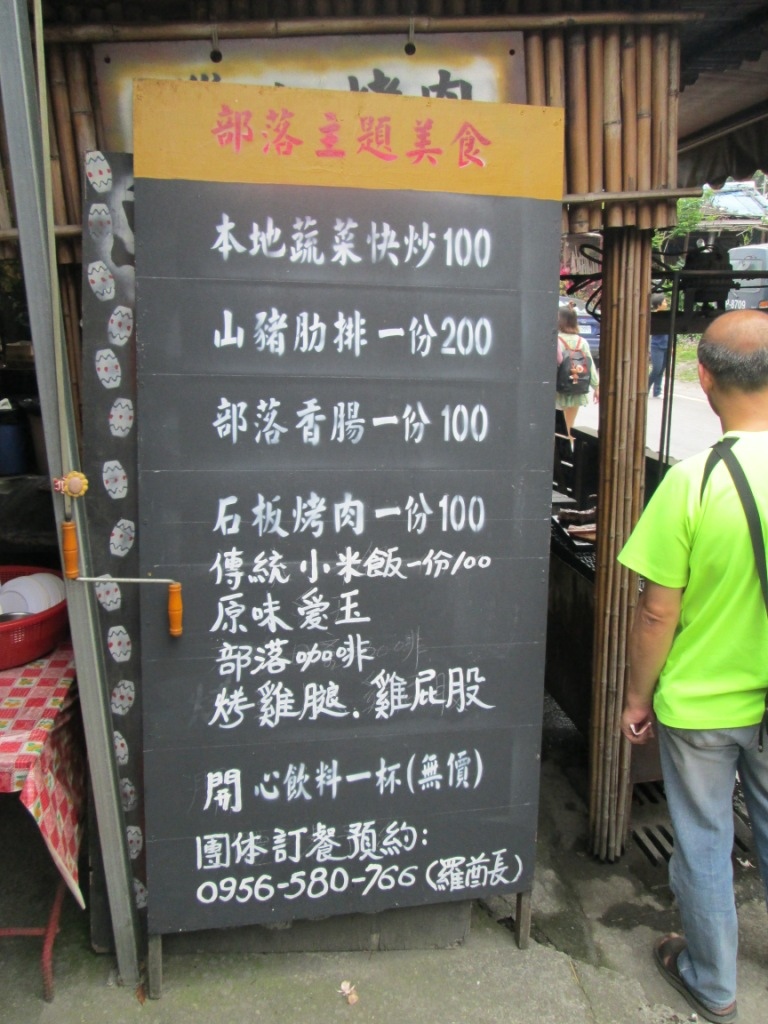 烤肉
部落主題美食
本地蔬菜快炒100
山豬肋排一份200
部落香腸一份100
石板烤肉一份100
傳統小米飯一份100
原味愛玉
部落咖啡
烤雞腿.雞屁股
開心飲料一杯(無價)
團体訂餐預約:
0956-580-766(羅酋長)